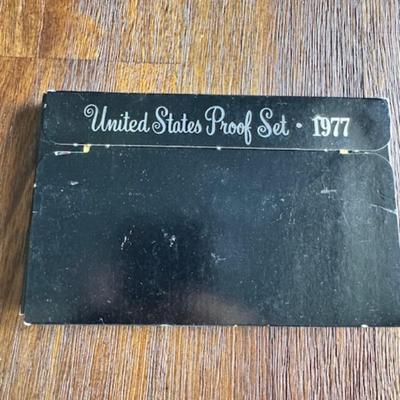 United States Proof Set · 1977